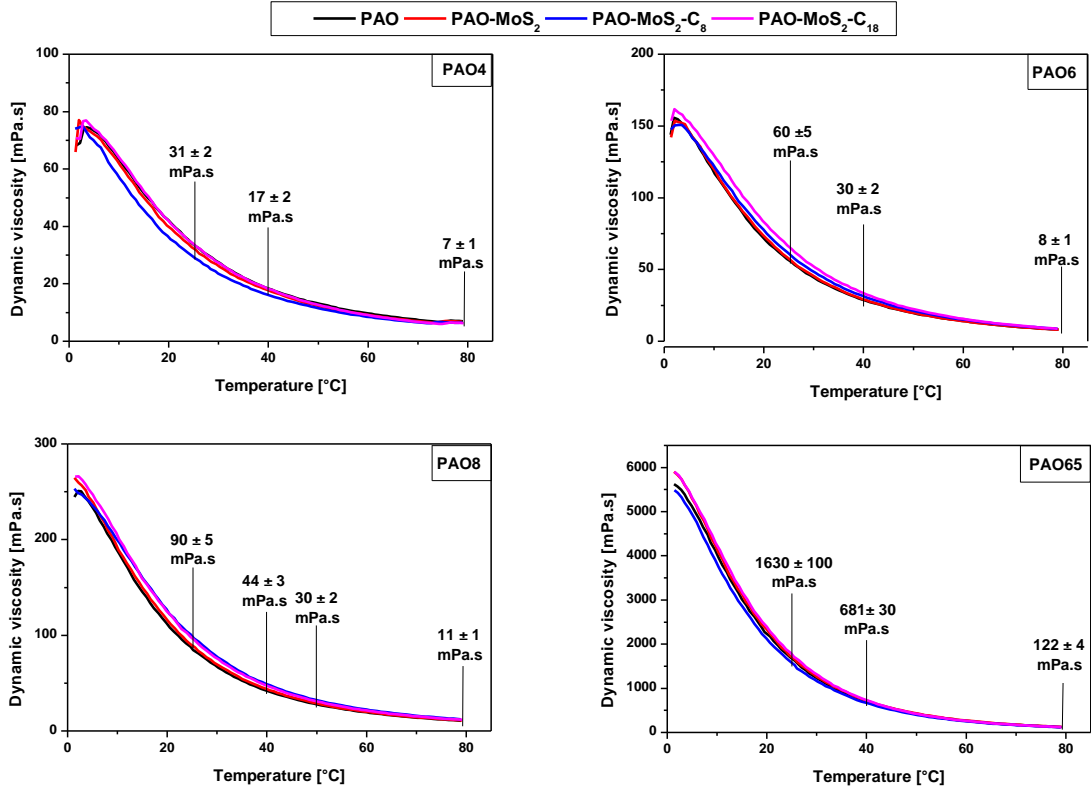 PAO PAO-MoS₂ PAO-MoS₂-C₈ PAO-MoS₂-C₁₈
PAO4
Dynamic viscosity [mPa.s]
100
80
60
40
20
0
31 ± 2
mPa.s
17 ± 2
mPa.s
7 ± 1
mPa.s
0 20 40 60 80
Temperature [°C]
PAO6
Dynamic viscosity [mPa.s]
200
150
100
50
0
60 ±5
mPa.s
30 ± 2
mPa.s
8 ± 1
mPa.s
0 20 40 60 80
Temperature [°C]
PAO8
Dynamic viscosity [mPa.s]
300
200
100
0
90 ± 5
mPa.s
44 ± 3
mPa.s
30 ± 2
mPa.s
11 ± 1
mPa.s
0 20 40 60 80
Temperature [°C]
PAO65
Dynamic viscosity [mPa.s]
6000
5000
4000
3000
2000
1000
0
1630 ± 100
mPa.s
681± 30
mPa.s
122 ± 4
mPa.s
0 20 40 60 80
Temperature [°C]